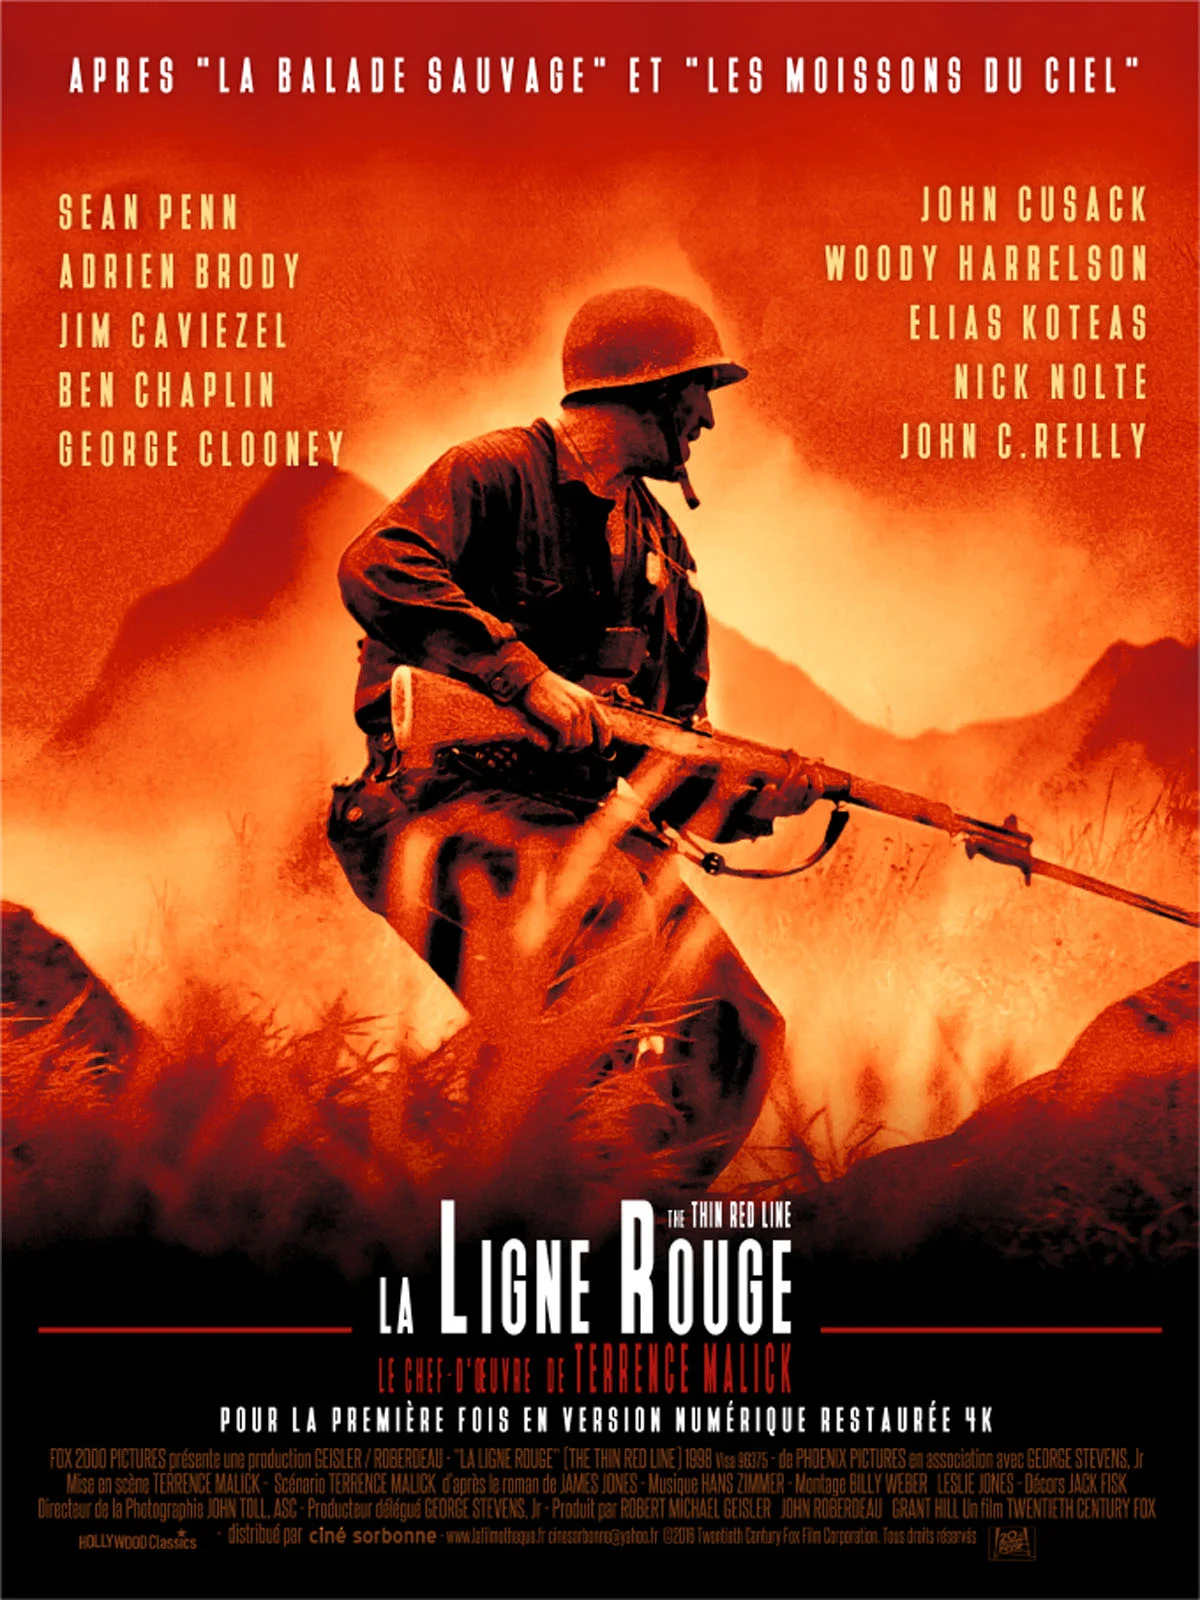 APRES "LA BALADE SAUVAGE" ET "LES MOISSONS DU CIEL"
SEAN PENN
ADRIEN BRODY
JIM CAVIEZEL
BEN CHAPLIN
GEORGE CLOONEY
JOHN CUSACK
WOODY HARRELSON
ELIAS KOTEAS
NICK NOLTE
JOHN C.REILLY
THE THIN RED LINE
LA LIGNE ROUGE
LE CHEF-D'ŒUVRE DE TERRENCE MALICK
POUR LA PREMIÈRE FOIS EN VERSION NUMÉRIQUE RESTAURÉE 4K
FOX 2000 PICTURES présente une production GEISLER / ROBERDEAU - "LA LIGNE ROUGE" (THE THIN RED LINE) 1998 Visa 96375 - de PHOENIX PICTURES en association avec GEORGE STEVENS, Jr
Mise en scène TERRENCE MALICK - Scénario TERRENCE MALICK d'après le roman de JAMES JONES - Musique HANS ZIMMER - Montage BILLY WEBER LESLIE JONES - Décors JACK FISK
Directeur de la Photographie JOHN TOLL, ASC - Producteur délégué GEORGE STEVENS, Jr - Produit par ROBERT MICHAEL GEISLER JOHN ROBERDEAU GRANT HILL Un film TWENTIETH CENTURY FOX
HOLLYWOOD Classics - distribué par ciné sorbonne - www.lafilmotheque.fr cinesorbonne@yahoo.fr ©2016 Twentieth Century Fox Film Corporation. Tous droits réservés